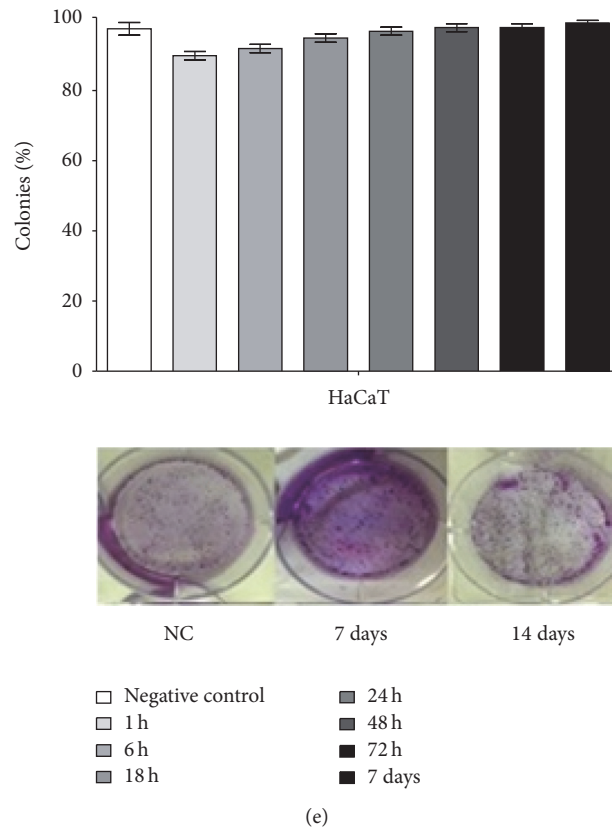 100
80
60
40
20
0
Colonies (%)
HaCaT
NC 7 days 14 days
Negative control
1 h
6 h
18 h
24 h
48 h
72 h
7 days
(e)